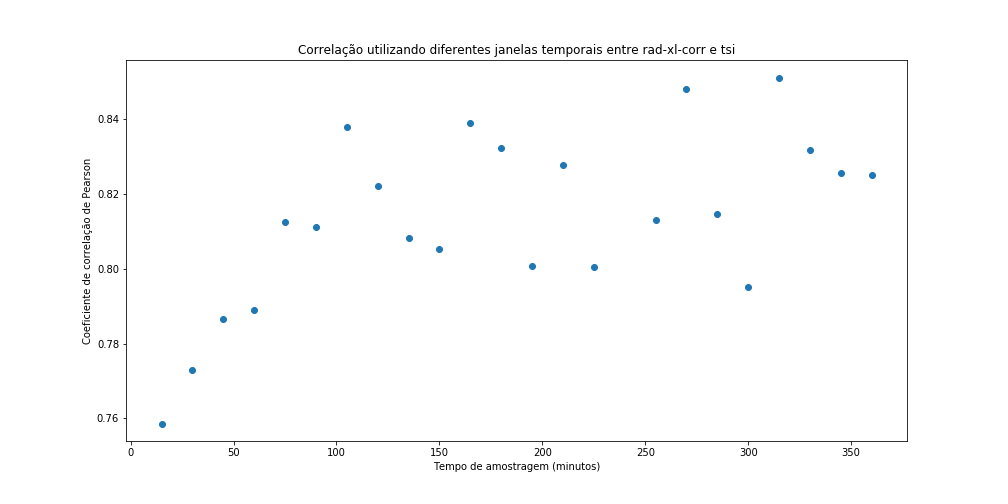 Correlação utilizando diferentes janelas temporais entre rad-xl-corr e tsi
Coeficiente de correlação de Pearson
0.84
0.82
0.80
0.78
0.76
0 50 100 150 200 250 300 350
Tempo de amostragem (minutos)